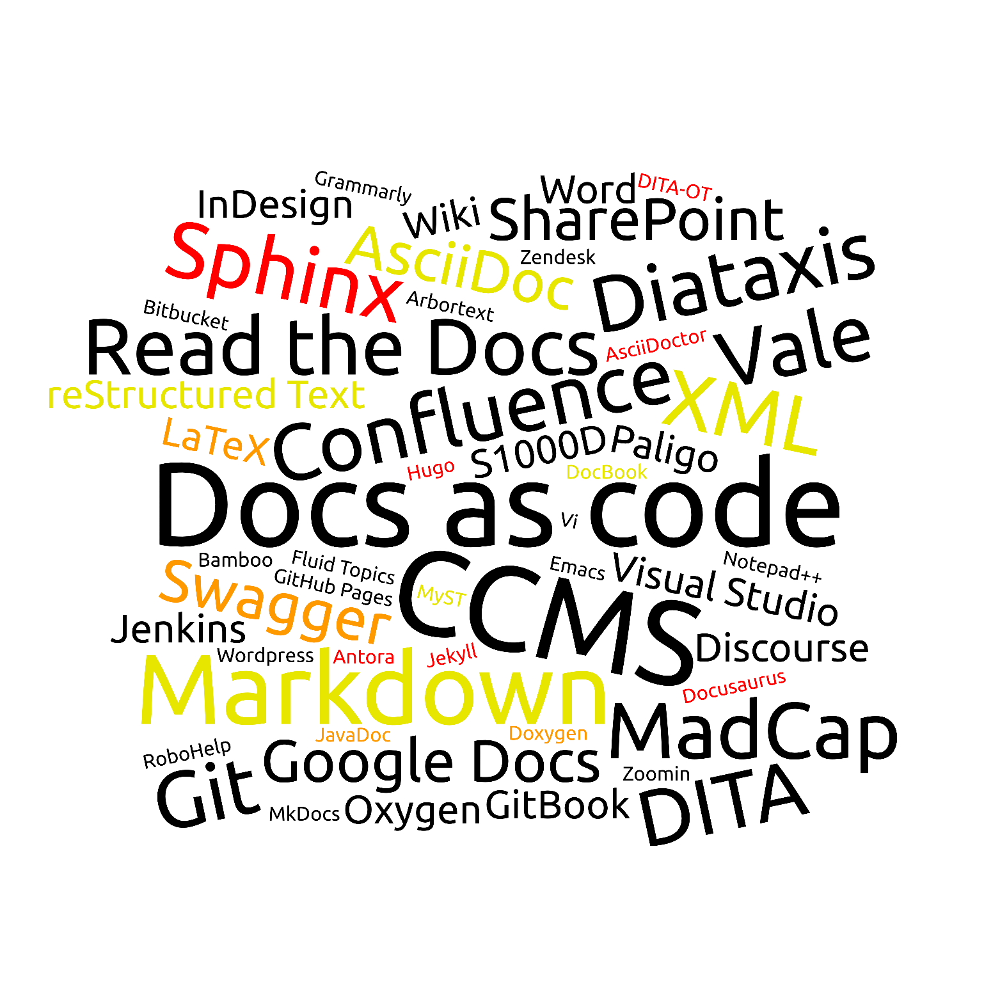 Grammarly
Word
DITA-OT
InDesign
Wiki
SharePoint
Sphinx
AsciiDoc
Zendesk
Diataxis
Bitbucket
Arbortext
Read the Docs
AsciiDoctor
Vale
reStructured Text
Confluence
XML
LaTeX
S1000D
Paligo
Hugo
DocBook
Docs as code
Vi
Bamboo
Fluid Topics
CCMS
Emacs
Visual Studio
Notepad++
Swagger
GitHub Pages
MyST
Jenkins
Discourse
Wordpress
Antora
Jekyll
Markdown
Docusaurus
MadCap
JavaDoc
Doxygen
RoboHelp
Google Docs
Zoomin
Git
DITA
MkDocs
Oxygen
GitBook